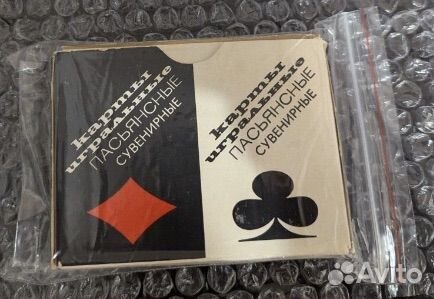 карты
игральные
ПАСЬЯНСНЫЕ
СУВЕНИРНЫЕ
карты
игральные
ПАСЬЯНСНЫЕ
СУВЕНИРНЫЕ
Avito